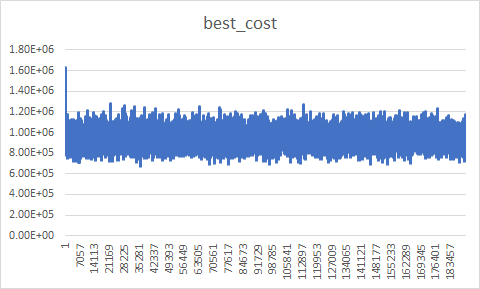 best_cost
1.80E+06
1.60E+06
1.40E+06
1.20E+06
1.00E+06
8.00E+05
6.00E+05
4.00E+05
2.00E+05
0.00E+00
1
7057
14113
21169
28225
35281
42337
49393
56449
63505
70561
77617
84673
91729
98785
105841
112897
119953
127009
134065
141121
148177
155233
162289
169345
176401
183457